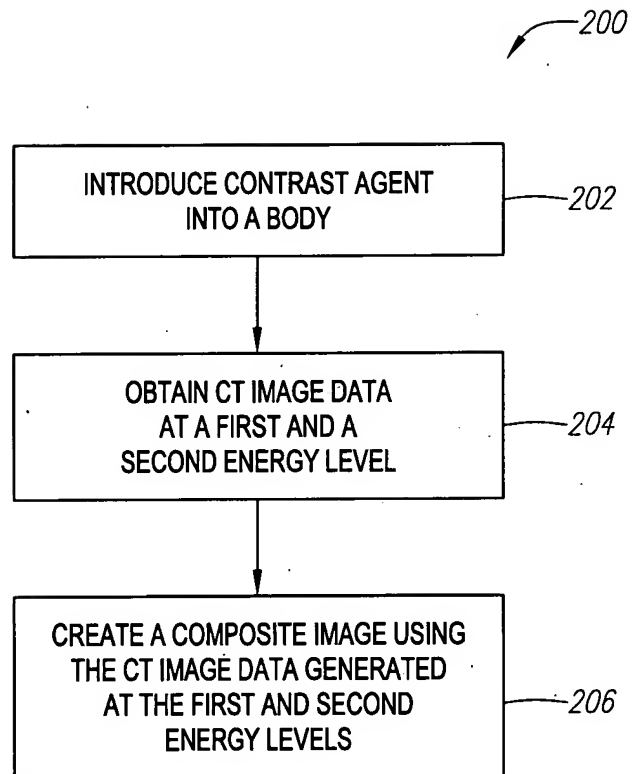 200
INTRODUCE CONTRAST AGENT
INTO A BODY
202
OBTAIN CT IMAGE DATA
AT A FIRST AND A
SECOND ENERGY LEVEL
204
CREATE A COMPOSITE IMAGE USING
THE CT IMAGE DATA GENERATED
AT THE FIRST AND SECOND
ENERGY LEVELS
206